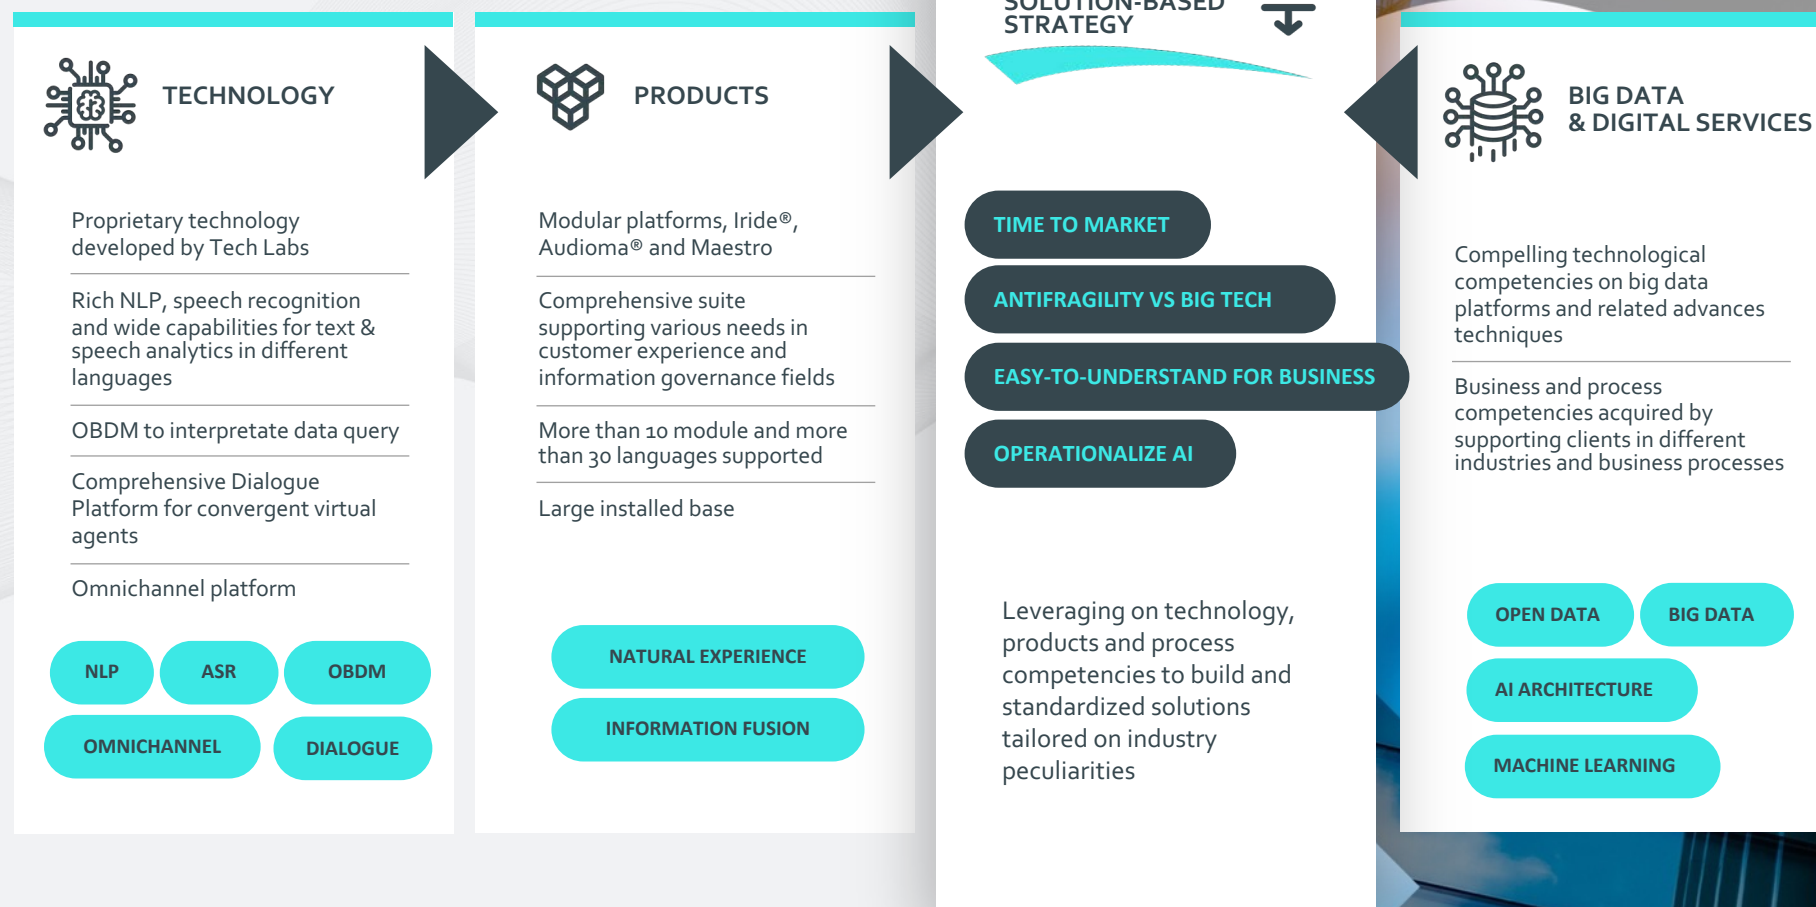 TECHNOLOGY
Proprietary technology
developed by Tech Labs
Rich NLP, speech recognition
and wide capabilities for text &
speech analytics in different
languages
OBDM to interpretate data query
Comprehensive Dialogue
Platform for convergent virtual
agents
Omnichannel platform
NLP
ASR
OBDM
OMNICHANNEL
DIALOGUE
PRODUCTS
Modular platforms, Iride®,
Audioma® and Maestro
Comprehensive suite
supporting various needs in
customer experience and
information governance fields
More than 10 module and more
than 30 languages supported
Large installed base
NATURAL EXPERIENCE
INFORMATION FUSION
SOLUTION-BASED
STRATEGY
TIME TO MARKET
ANTIFRAGILITY VS BIG TECH
EASY-TO-UNDERSTAND FOR BUSINESS
OPERATIONALIZE AI
Leveraging on technology,
products and process
competencies to build and
standardized solutions
tailored on industry
peculiarities
BIG DATA
& DIGITAL SERVICES
Compelling technological
competencies on big data
platforms and related advances
techniques
Business and process
competencies acquired by
supporting clients in different
industries and business processes
OPEN DATA
BIG DATA
AI ARCHITECTURE
MACHINE LEARNING